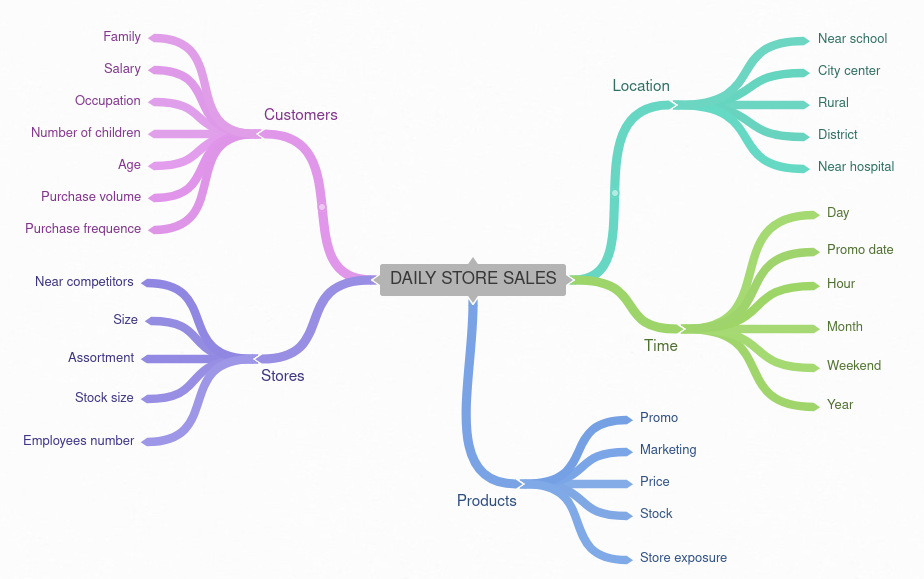 DAILY STORE SALES
Customers
Family
Salary
Occupation
Number of children
Age
Purchase volume
Purchase frequence
Stores
Near competitors
Size
Assortment
Stock size
Employees number
Location
Near school
City center
Rural
District
Near hospital
Time
Day
Promo date
Hour
Month
Weekend
Year
Products
Promo
Marketing
Price
Stock
Store exposure